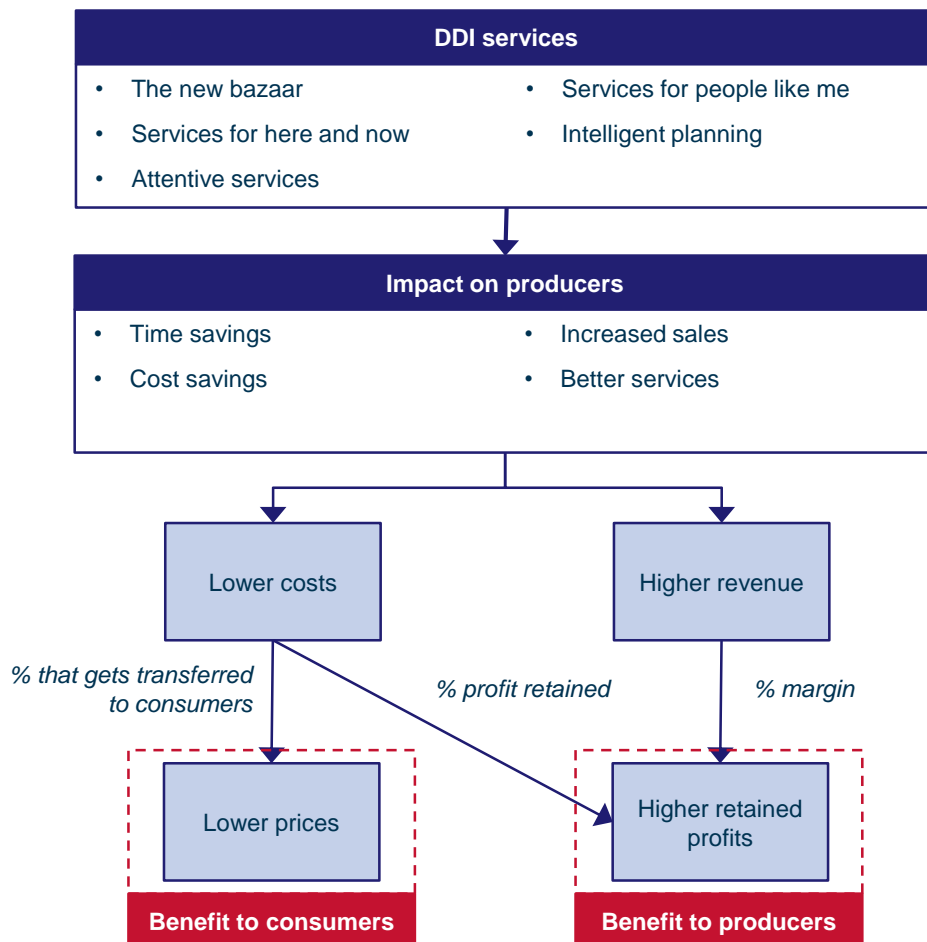 DDI services
• The new bazaar
• Services for here and now
• Attentive services
• Services for people like me
• Intelligent planning
Impact on producers
• Time savings
• Cost savings
• Increased sales
• Better services
Lower costs
Higher revenue
% that gets transferred
to consumers
% profit retained
% margin
Lower prices
Higher retained
profits
Benefit to consumers
Benefit to producers